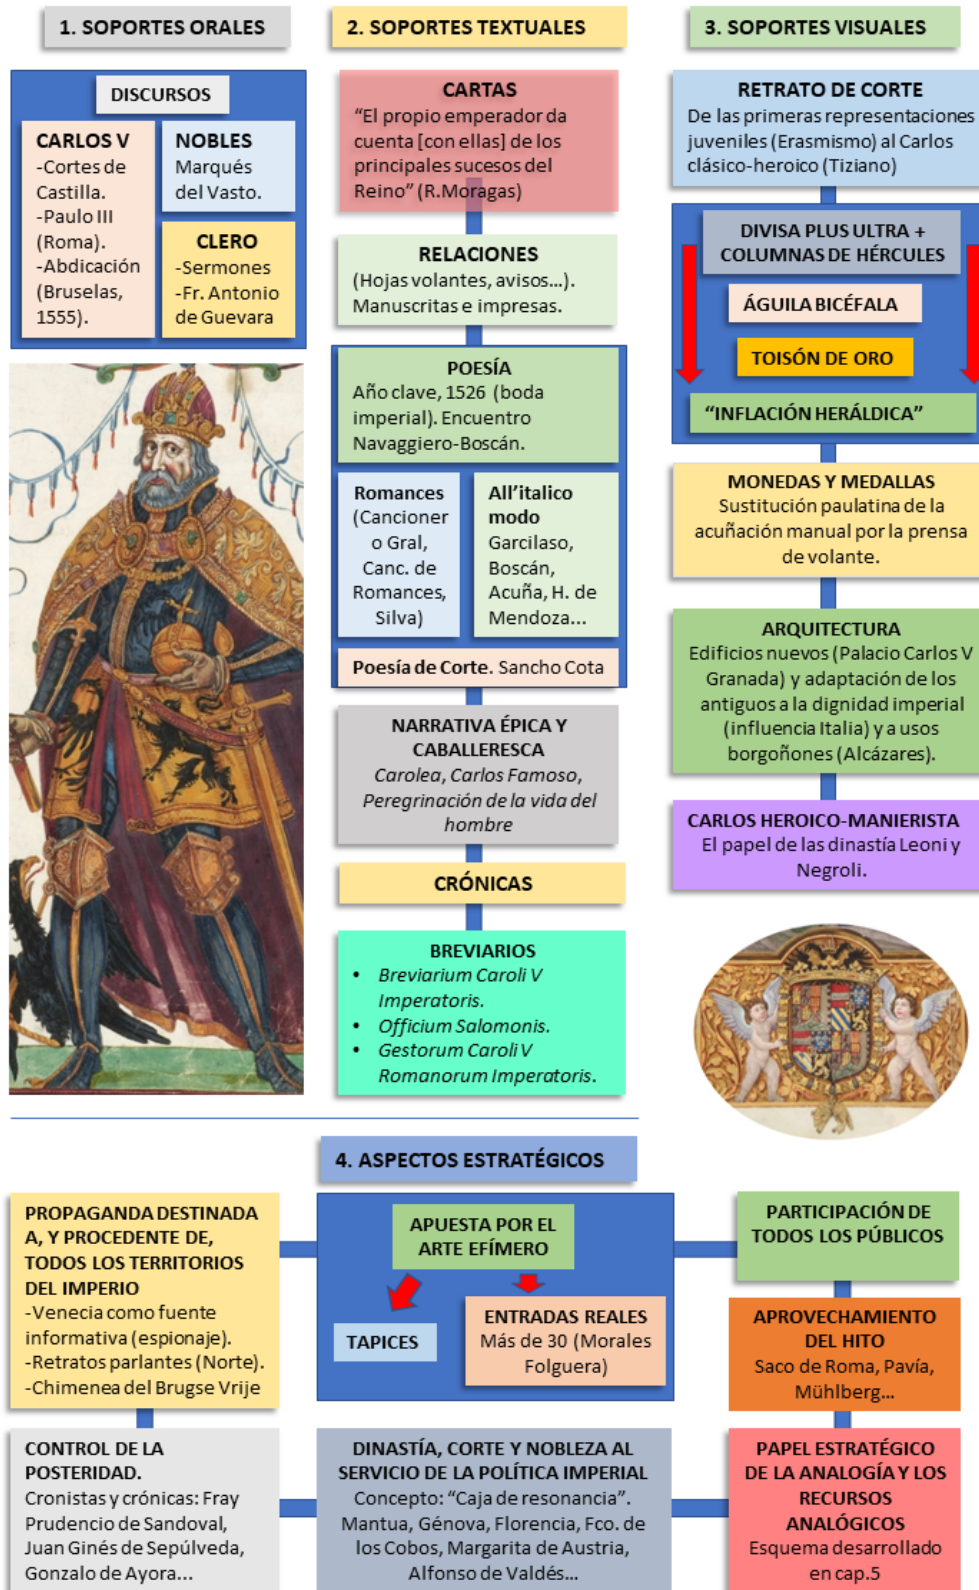 1. SOPORTES ORALES
DISCURSOS
CARLOS V
-Cortes de
Castilla.
-Paulo III
(Roma).
-Abdicación
(Bruselas,
1555).
NOBLES
Marqués
del Vasto.
CLERO
-Sermones
-Fr. Antonio
de Guevara
2. SOPORTES TEXTUALES
CARTAS
“El propio emperador da
cuenta [con ellas] de los
principales sucesos del
Reino” (R.Moragas)
RELACIONES
(Hojas volantes, avisos…).
Manuscritas e impresas.
POESÍA
Año clave, 1526 (boda
imperial). Encuentro
Navaggiero-Boscán.
Romances
(Cancioner
o Gral,
Canc. de
Romances,
Silva)
All’italico
modo
Garcilaso,
Boscán,
Acuña, H. de
Mendoza...
Poesía de Corte. Sancho Cota
NARRATIVA ÉPICA Y
CABALLERESCA
Carolea, Carlos Famoso,
Peregrinación de la vida del
hombre
CRÓNICAS
BREVIARIOS
• Breviarium Caroli V
Imperatoris.
• Officium Salomonis.
• Gestorum Caroli V
Romanorum Imperatoris.
3. SOPORTES VISUALES
RETRATO DE CORTE
De las primeras representaciones
juveniles (Erasmismo) al Carlos
clásico-heroico (Tiziano)
DIVISA PLUS ULTRA +
COLUMNAS DE HÉRCULES
ÁGUILA BICÉFALA
TOISÓN DE ORO
“INFLACIÓN HERÁLDICA”
MONEDAS Y MEDALLAS
Sustitución paulatina de la
acuñación manual por la prensa
de volante.
ARQUITECTURA
Edificios nuevos (Palacio Carlos V
Granada) y adaptación de los
antiguos a la dignidad imperial
(influencia Italia) y a usos
borgoñones (Alcázares).
CARLOS HEROICO-MANIERISTA
El papel de las dinastía Leoni y
Negroli.
4. ASPECTOS ESTRATÉGICOS
PROPAGANDA DESTINADA
A, Y PROCEDENTE DE,
TODOS LOS TERRITORIOS
DEL IMPERIO
-Venecia como fuente
informativa (espionaje).
-Retratos parlantes (Norte).
-Chimenea del Brugse Vrije
APUESTA POR EL
ARTE EFÍMERO
TAPICES
ENTRADAS REALES
Más de 30 (Morales
Folguera)
PARTICIPACIÓN DE
TODOS LOS PÚBLICOS
APROVECHAMIENTO
DEL HITO
Saco de Roma, Pavía,
Mühlberg…
CONTROL DE LA
POSTERIDAD.
Cronistas y crónicas: Fray
Prudencio de Sandoval,
Juan Ginés de Sepúlveda,
Gonzalo de Ayora...
DINASTÍA, CORTE Y NOBLEZA AL
SERVICIO DE LA POLÍTICA IMPERIAL
Concepto: “Caja de resonancia”.
Mantua, Génova, Florencia, Fco. de
los Cobos, Margarita de Austria,
Alfonso de Valdés…
PAPEL ESTRATÉGICO
DE LA ANALOGÍA Y LOS
RECURSOS
ANALÓGICOS
Esquema desarrollado
en cap.5